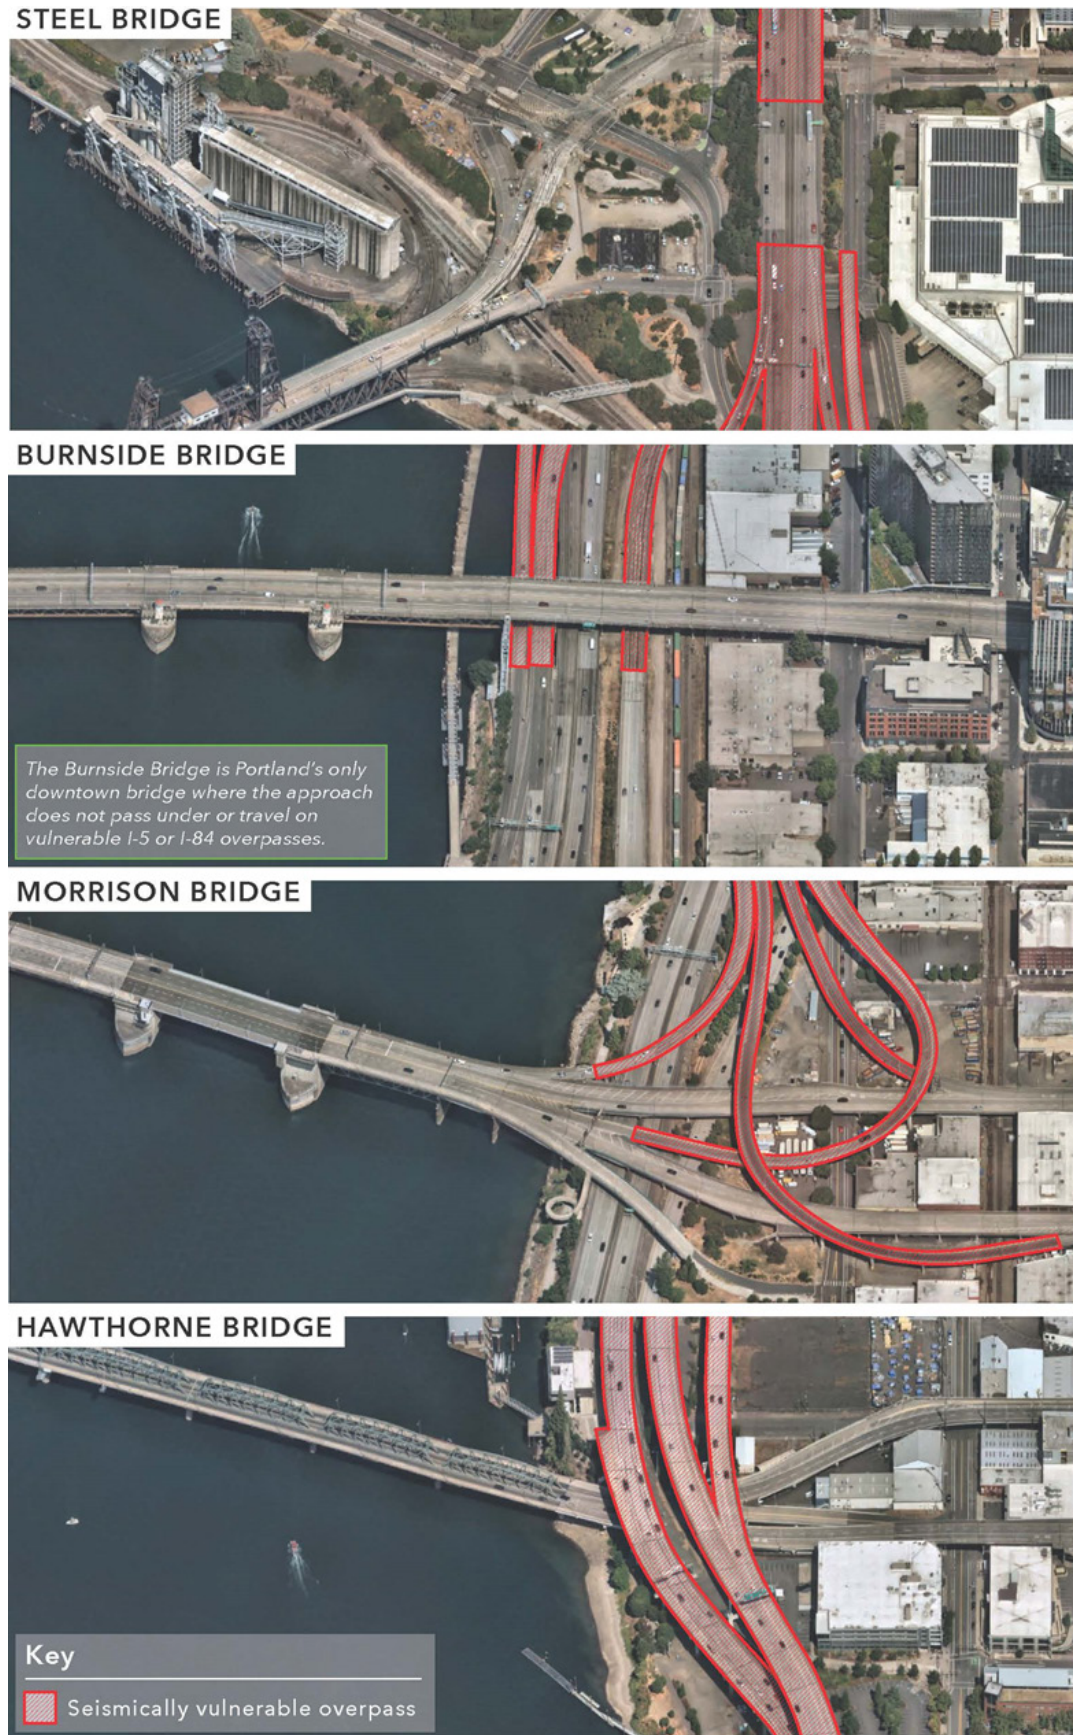 STEEL BRIDGE
BURNSIDE BRIDGE
The Burnside Bridge is Portland's only
downtown bridge where the approach
does not pass under or travel on
vulnerable I-5 or I-84 overpasses.
MORRISON BRIDGE
HAWTHORNE BRIDGE
Key
Seismically vulnerable overpass